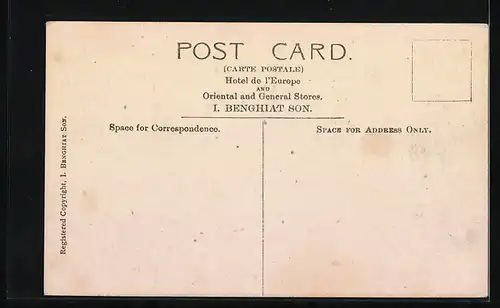 POST CARD.
(CARTE POSTALE)
Hotel de l'Europe
AND
Oriental and General Stores.
I. BENGHIAT SON.
Space for Correspondence.
SPACE FOR ADDRESS ONLY.
Registered Copyright, I. BENGHIAT SON.